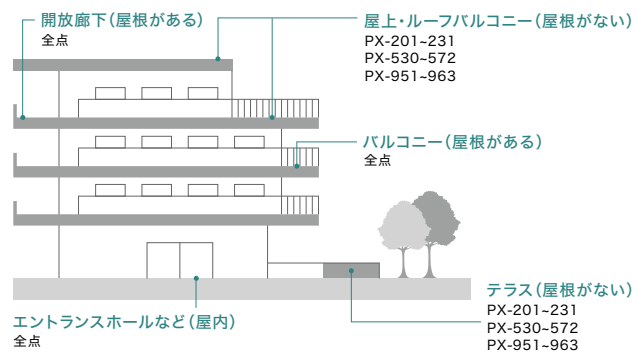 開放廊下（屋根がある）
全点
屋上・ルーフバルコニー（屋根がない）
PX-201~231
PX-530~572
PX-951~963
バルコニー（屋根がある）
全点
エントランスホールなど（屋内）
全点
テラス（屋根がない）
PX-201~231
PX-530~572
PX-951~963